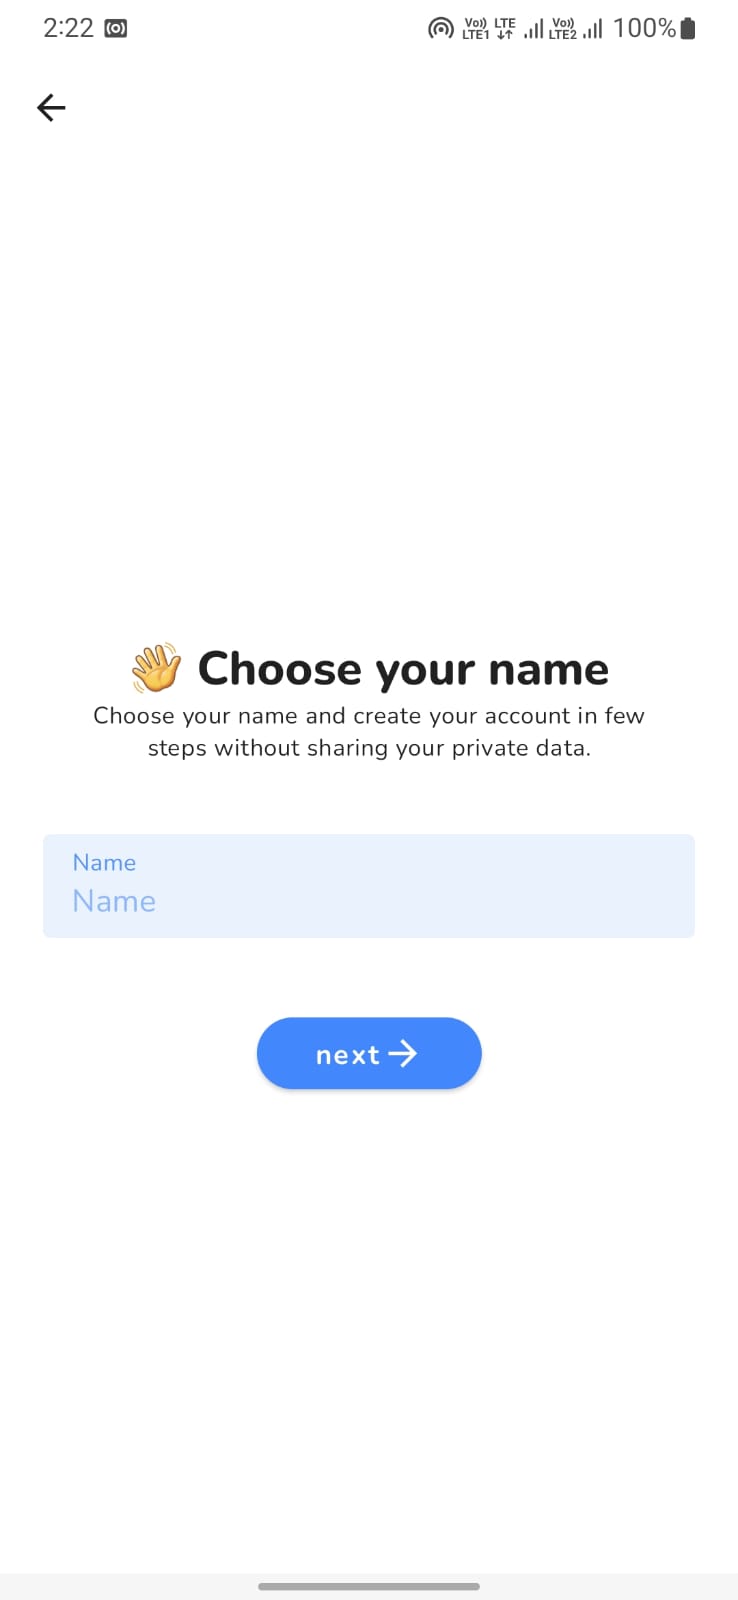 2:22
Vo)) LTE Vo)) 100%
LTE1 LTE2
👋 Choose your name
Choose your name and create your account in few
steps without sharing your private data.
Name
Name
next →